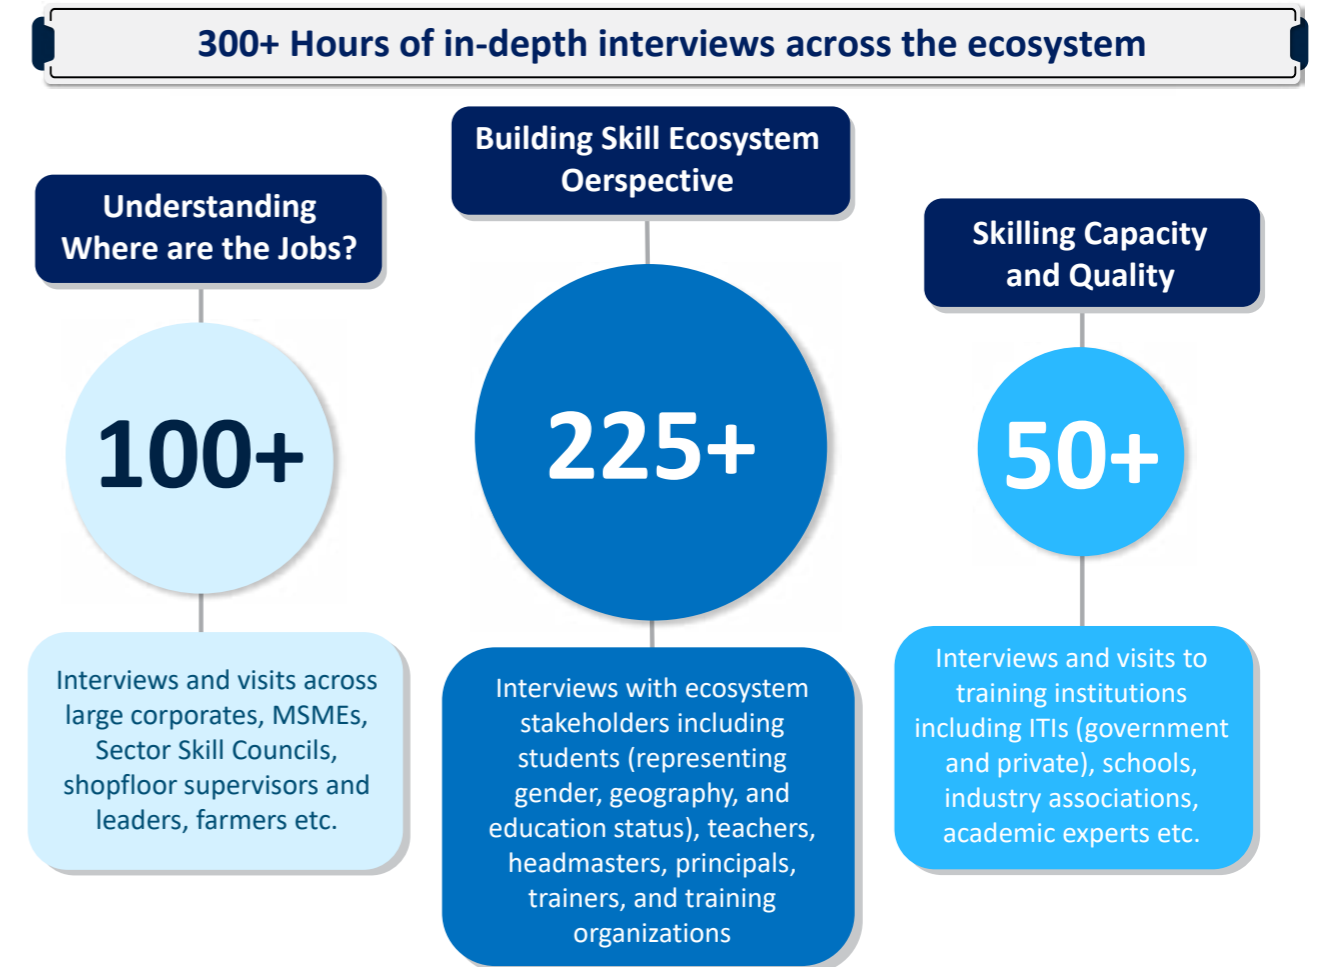 300+ Hours of in-depth interviews across the ecosystem
Understanding
Where are the Jobs?
100+
Interviews and visits across
large corporates, MSMEs,
Sector Skill Councils,
shopfloor supervisors and
leaders, farmers etc.
Building Skill Ecosystem
Oerspective
225+
Interviews with ecosystem
stakeholders including
students (representing
gender, geography, and
education status), teachers,
headmasters, principals,
trainers, and training
organizations
Skilling Capacity
and Quality
50+
Interviews and visits to
training institutions
including ITIs (government
and private), schools,
industry associations,
academic experts etc.